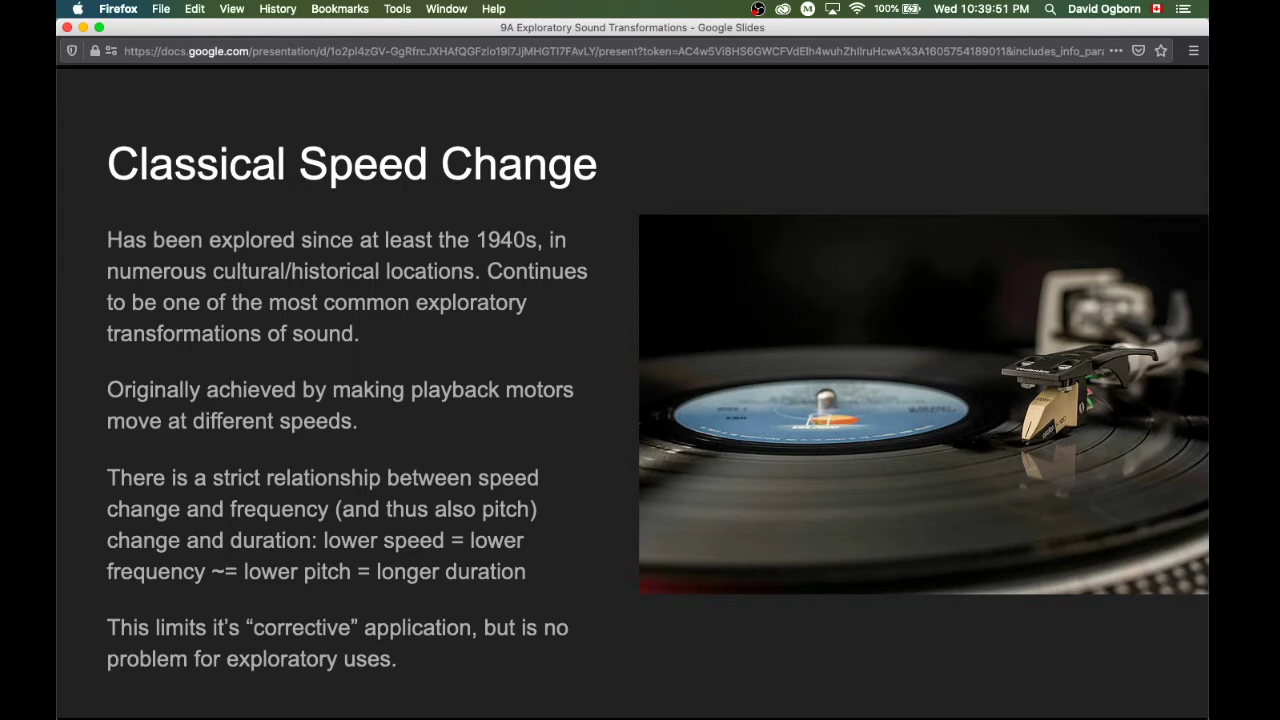 Firefox File Edit View History Bookmarks Tools Window Help 100% Wed 10:39:51 PM David Ogborn
9A Exploratory Sound Transformations - Google Slides
Classical Speed Change
Has been explored since at least the 1940s, in
numerous cultural/historical locations. Continues
to be one of the most common exploratory
transformations of sound.
Originally achieved by making playback motors
move at different speeds.
There is a strict relationship between speed
change and frequency (and thus also pitch)
change and duration: lower speed = lower
frequency ~= lower pitch = longer duration
This limits it’s “corrective” application, but is no
problem for exploratory uses.